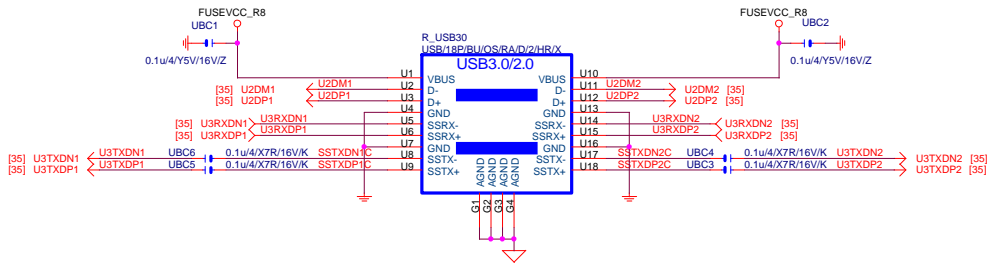 FUSEVCC_R8 FUSEVCC_R8
UBC1 UBC2
R_USB30
USB/18P/BU/OS/RA/D/2/HR/X
0.1u/4/Y5V/16V/Z USB3.0/2.0 0.1u/4/Y5V/16V/Z
U1 VBUS VBUS U10
[35] U2DM1 U2DM1 U2 D- D- U11 U2DM2 U2DM2 [35]
[35] U2DP1 U2DP1 U3 D+ D+ U12 U2DP2 U2DP2 [35]
U4 GND GND U13
[35] U3RXDN1 U3RXDN1 U5 SSRX- SSRX- U14 U3RXDN2 U3RXDN2 [35]
[35] U3RXDP1 U3RXDP1 U6 SSRX+ SSRX+ U15 U3RXDP2 U3RXDP2 [35]
U7 GND GND U16
[35] U3TXDN1 U3TXDN1 UBC6 0.1u/4/X7R/16V/K SSTXDN1C U8 SSTX- SSTX- U17 SSTXDN2C UBC4 0.1u/4/X7R/16V/K U3TXDN2 U3TXDN2 [35]
[35] U3TXDP1 U3TXDP1 UBC5 0.1u/4/X7R/16V/K SSTXDP1C U9 SSTX+ SSTX+ U18 SSTXDP2C UBC3 0.1u/4/X7R/16V/K U3TXDP2 U3TXDP2 [35]
AGND AGND AGND AGND
G1 G2 G3 G4